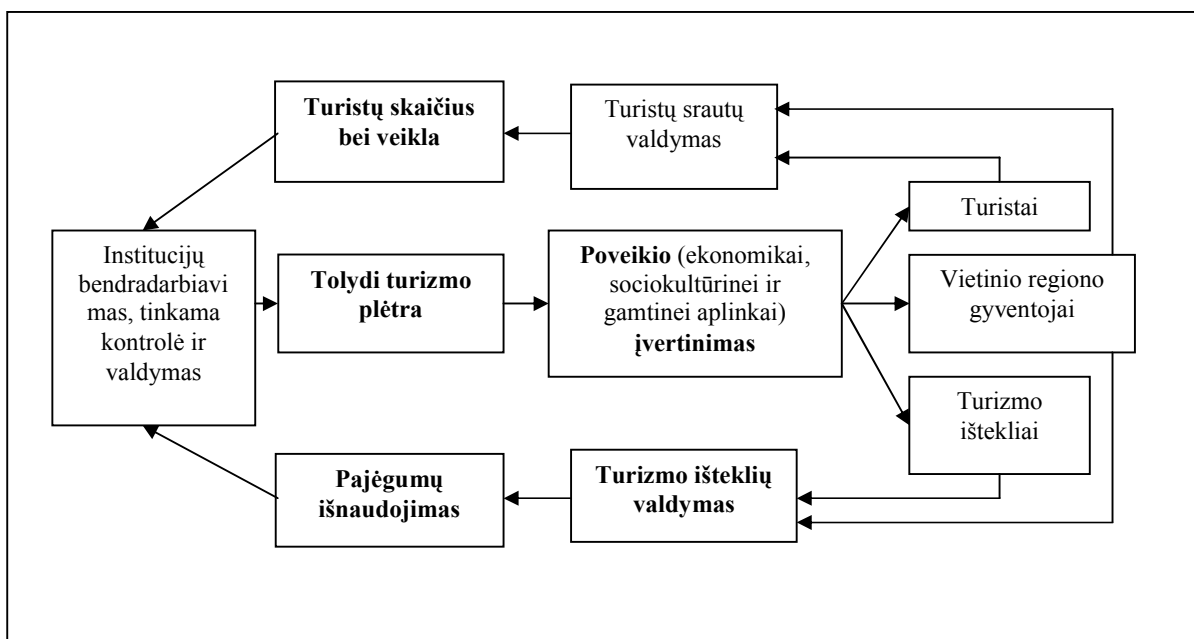 Turistų skaičius
bei veikla
Turistų srautų
valdymas
Turistai
Institucijų
bendradarbiavi
mas, tinkama
kontrolė ir
valdymas
Tolydi turizmo
plėtra
Poveikio (ekonomikai,
sociokultūrinei ir
gamtinei aplinkai)
įvertinimas
Vietinio regiono
gyventojai
Turizmo
ištekliai
Pajėgumų
išnaudojimas
Turizmo išteklių
valdymas